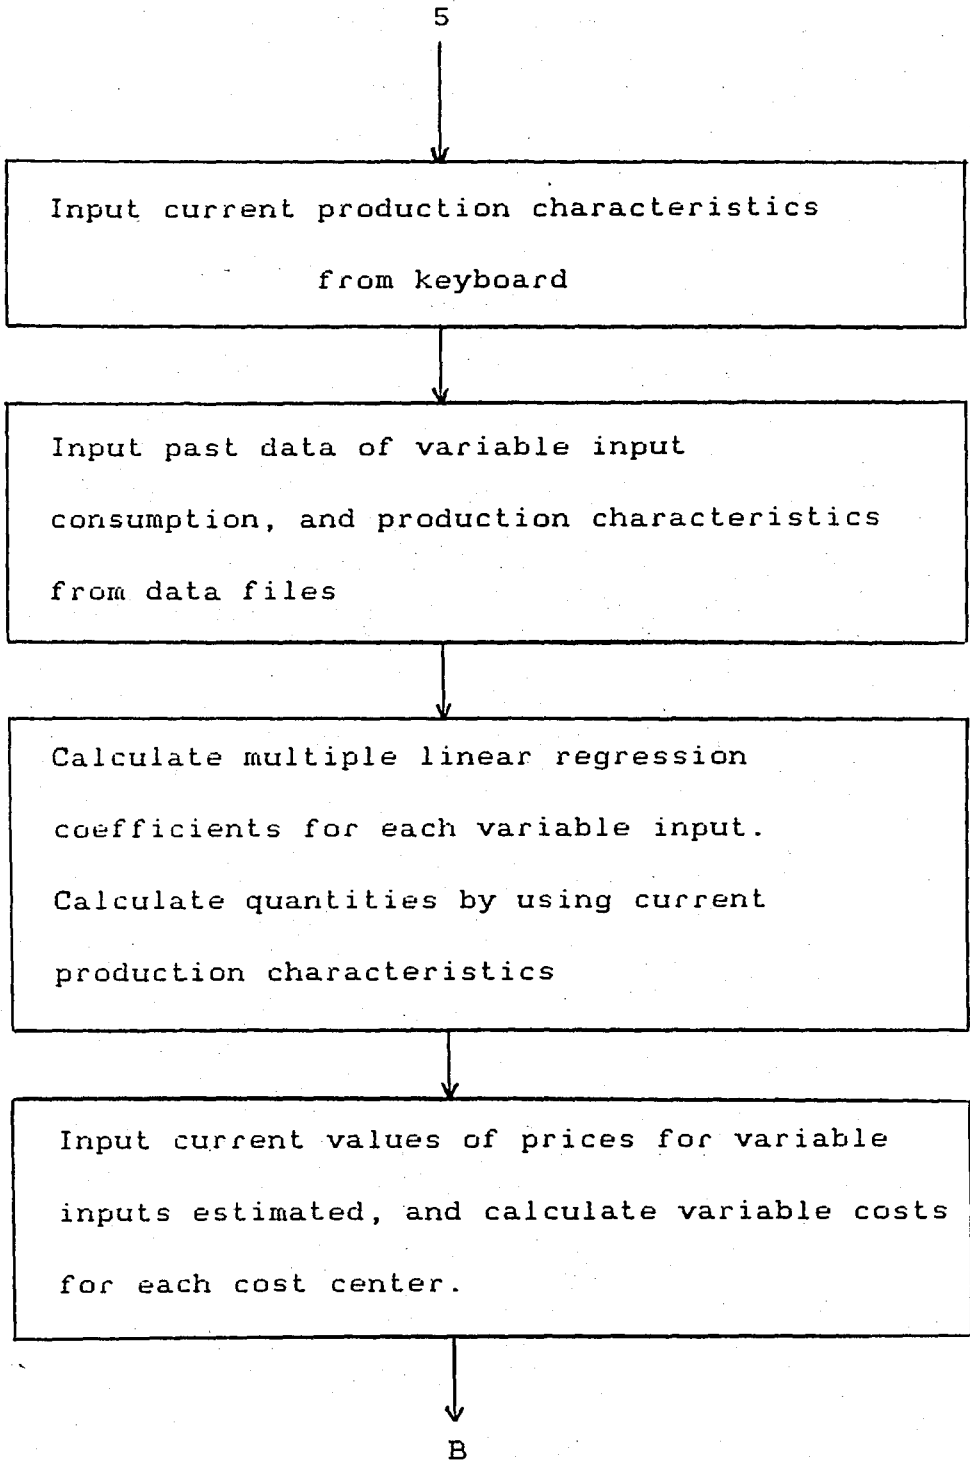 5
Input current production characteristics
from keyboard
Input past data of variable input
consumption, and production characteristics
from data files
Calculate multiple linear regression
coefficients for each variable input.
Calculate quantities by using current
production characteristics
Input current values of prices for variable
inputs estimated, and calculate variable costs
for each cost center.
B